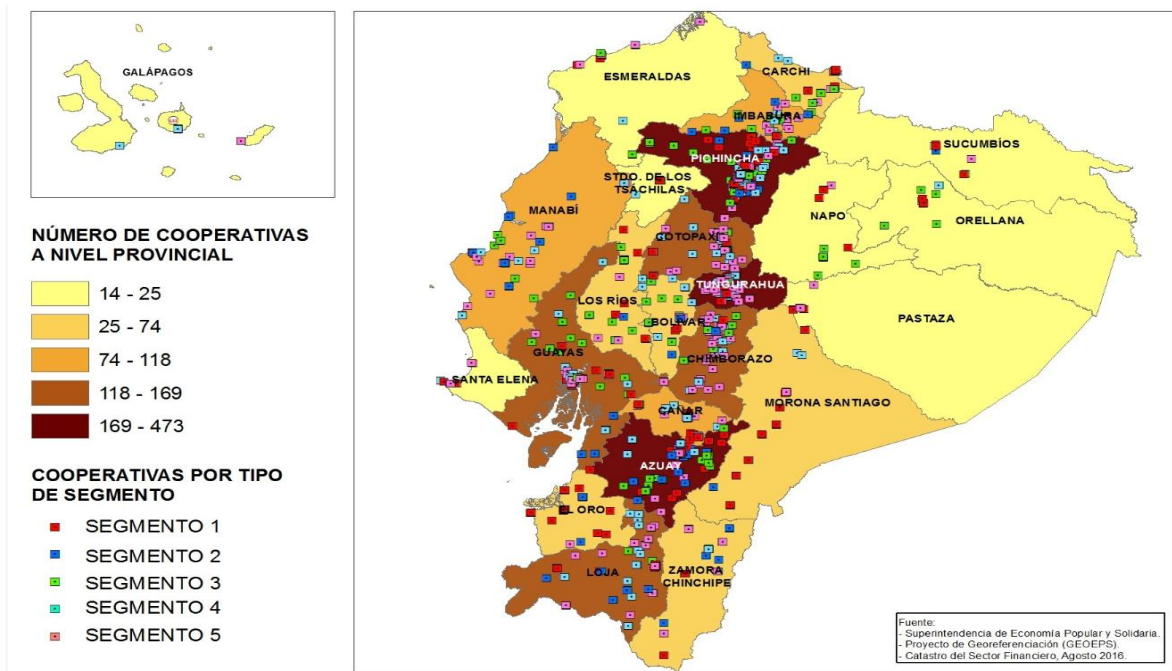 GALÁPAGOS
NÚMERO DE COOPERATIVAS
A NIVEL PROVINCIAL
14 - 25
25 - 74
74 - 118
118 - 169
169 - 473
COOPERATIVAS POR TIPO
DE SEGMENTO
SEGMENTO 1
SEGMENTO 2
SEGMENTO 3
SEGMENTO 4
SEGMENTO 5
ESMERALDAS
CARCHI
IMBABURA
SUCUMBÍOS
PICHINCHA
STDO. DE LOS
TSÁCHILAS
NAPO
ORELLANA
MANABÍ
COTOPAXI
TUNGURAHUA
LOS RÍOS
BOLÍVAR
PASTAZA
GUAYAS
CHIMBORAZO
SANTA ELENA
MORONA SANTIAGO
CAÑAR
AZUAY
EL ORO
LOJA
ZAMORA
CHINCHIPE
Fuente:
- Superintendencia de Economía Popular y Solidaria.
- Proyecto de Georeferenciación (GEOEPS).
- Catastro del Sector Financiero, Agosto 2016.